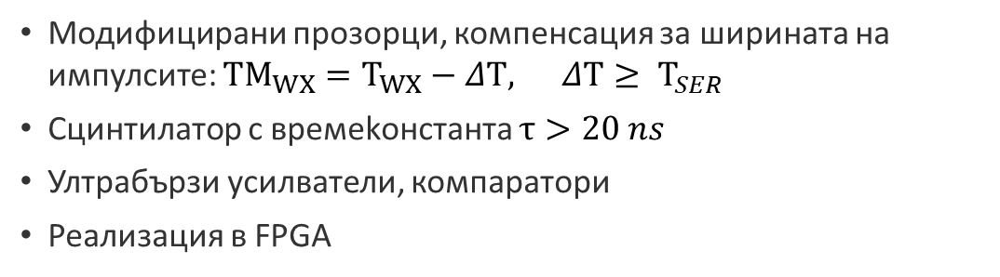 • Модифицирани прозорци, компенсация за ширината на
импулсите: TM_WX = T_WX − 𝛥T, 𝛥T ≥ T_SER
• Сцинтилатор с времеkонстанта τ > 20 ns
• Ултрабързи усилватели, компаратори
• Реализация в FPGA